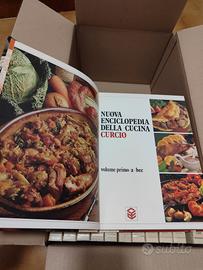 NUOVA
ENCICLOPEDIA
DELLA CUCINA
CURCIO
volume primo a-bec
subito